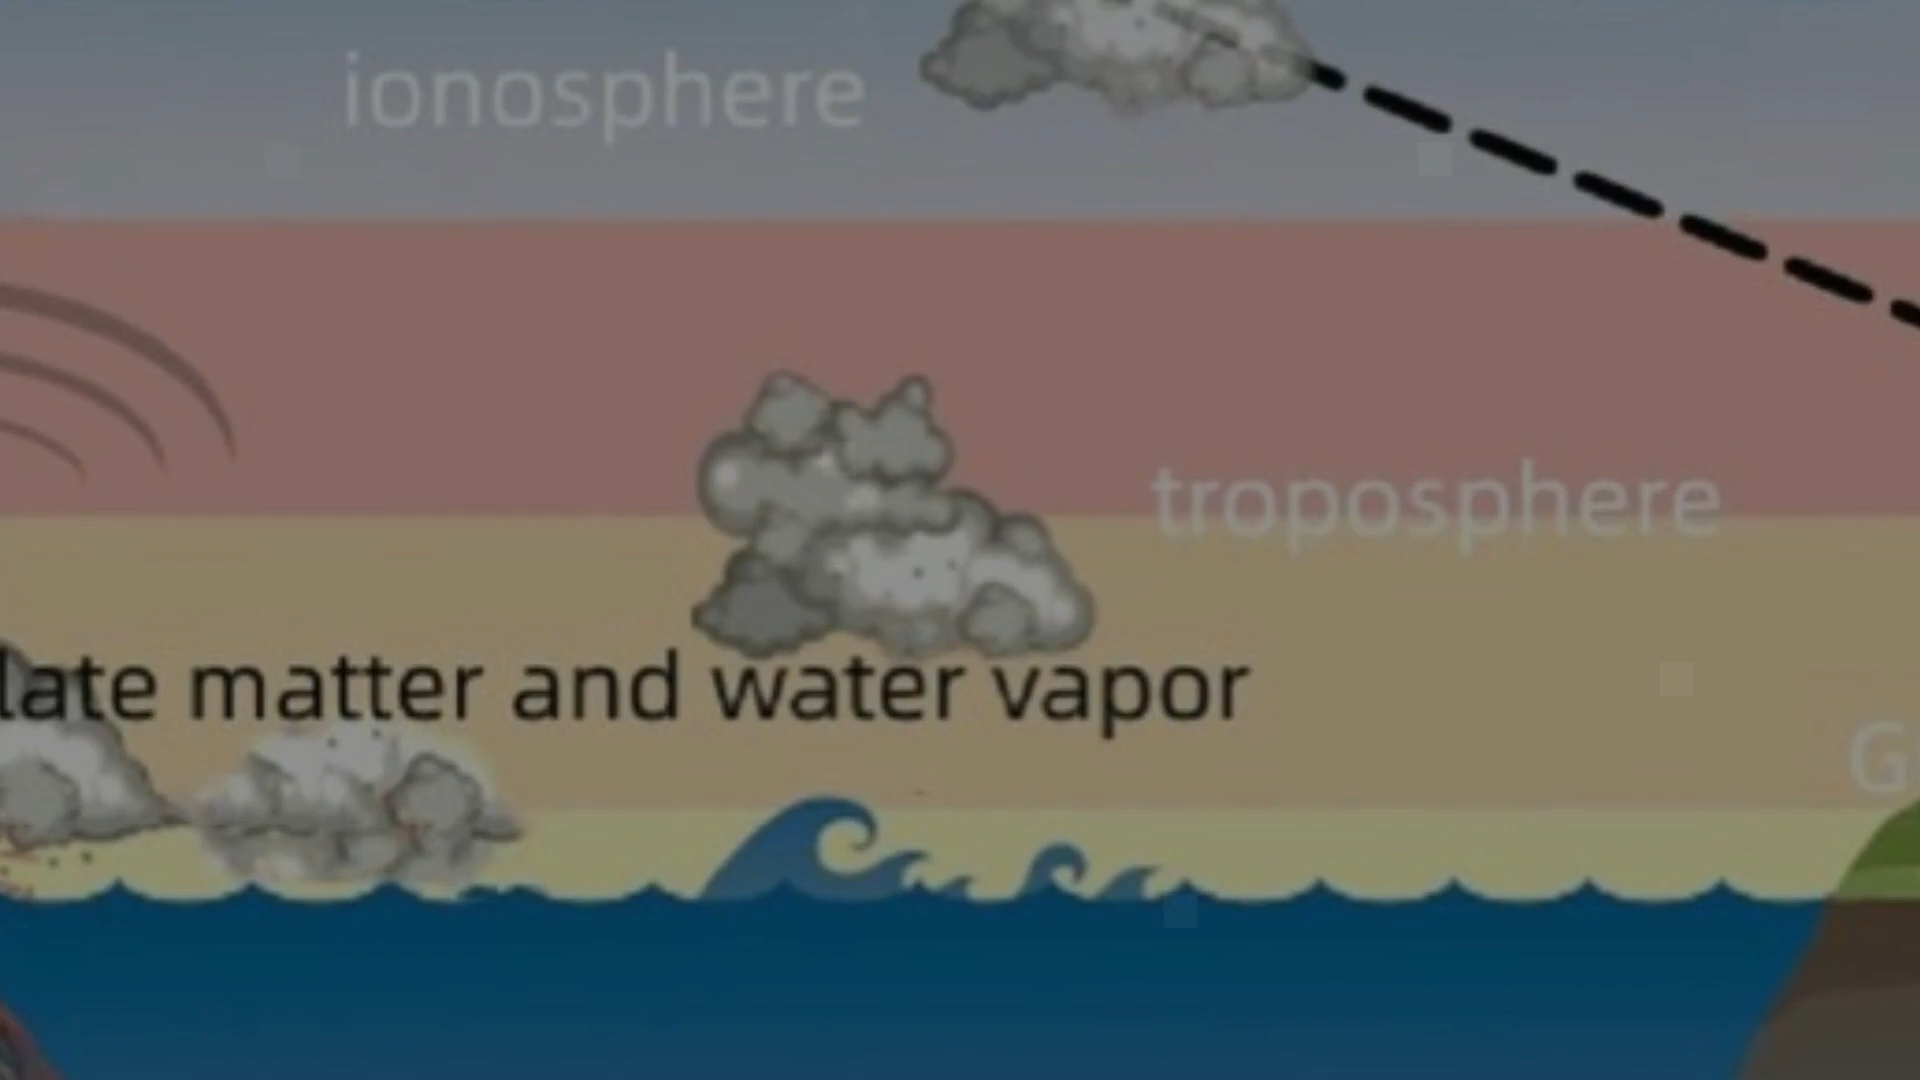 ionosphere
troposphere
late matter and water vapor
G